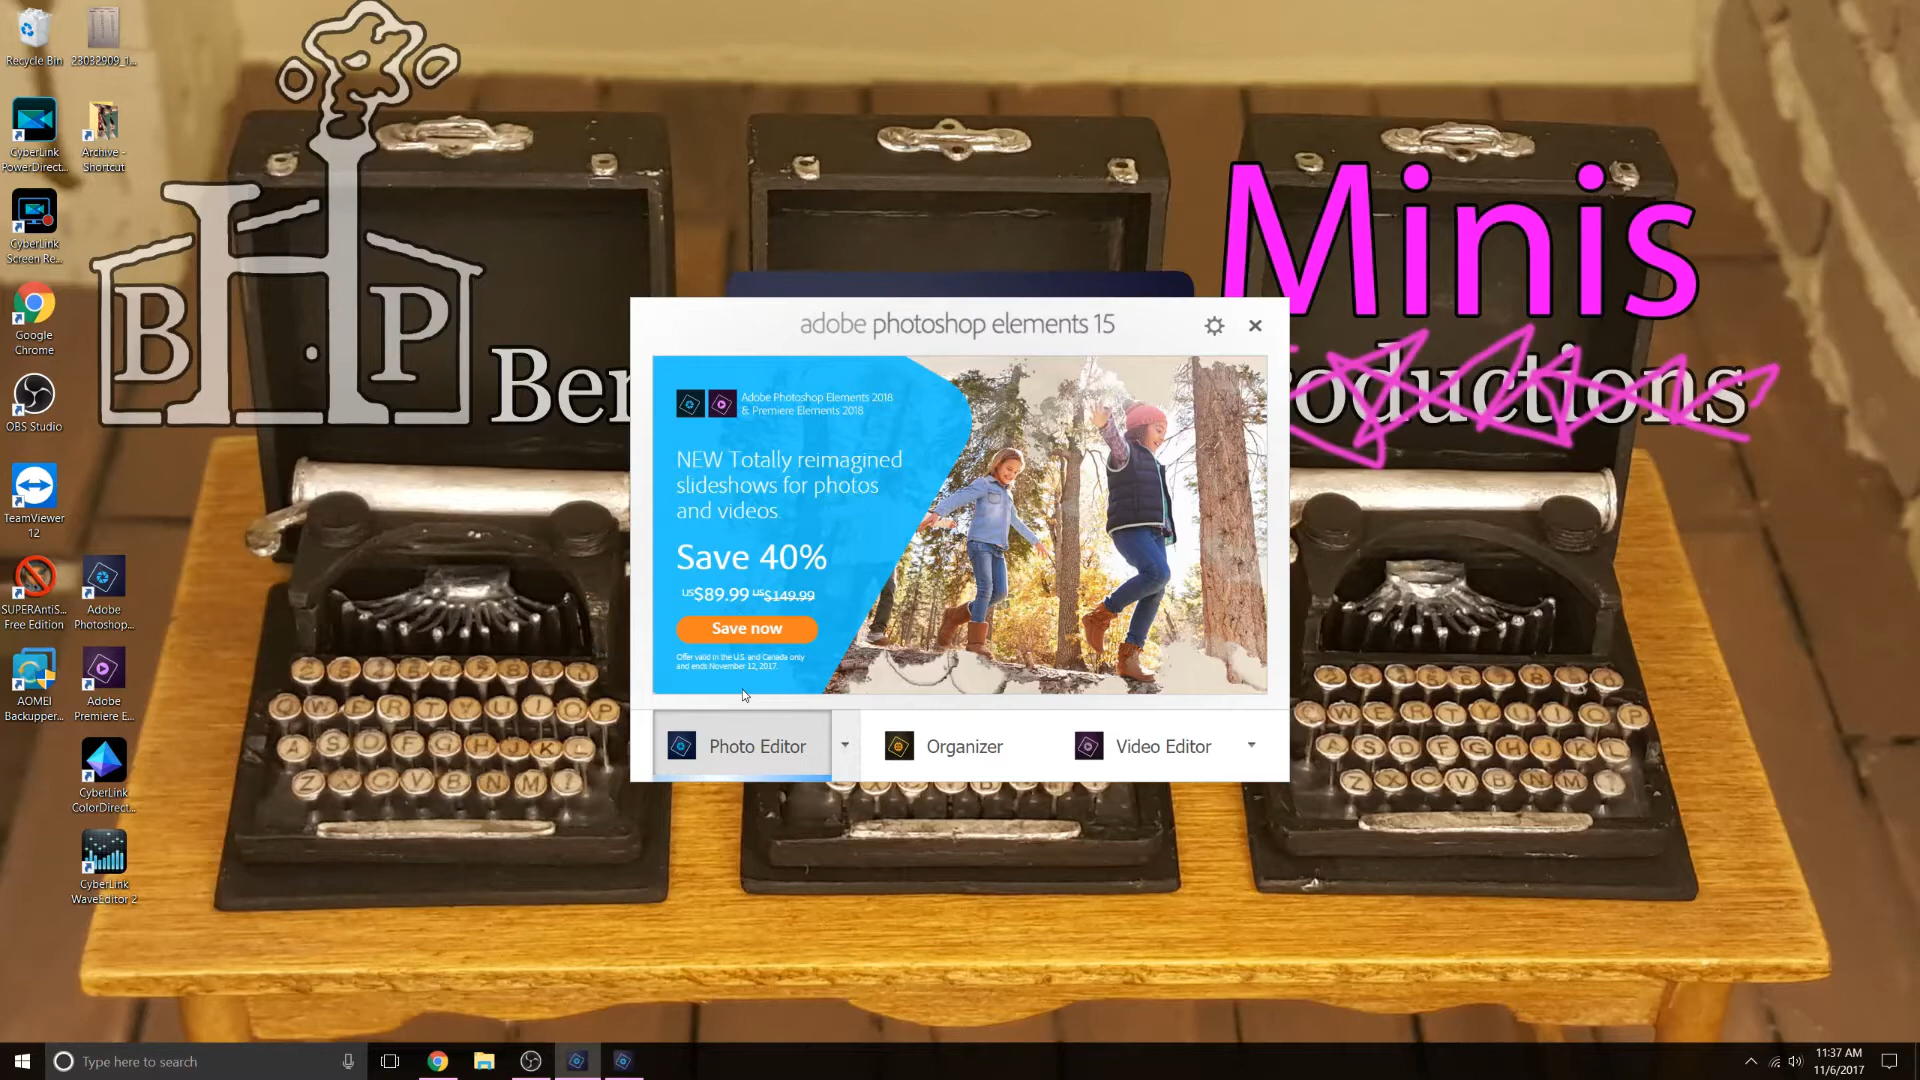 Recycle Bin
23032909_1...
CyberLink
PowerDirect...
Archive -
Shortcut
CyberLink
Screen Re...
Google
Chrome
OBS Studio
TeamViewer
12
SUPERAntiS...
Free Edition
Adobe
Photoshop...
AOMEI
Backupper...
Adobe
Premiere E...
CyberLink
ColorDirect...
CyberLink
WaveEditor 2
B H. P
Ber
Minis
oductions
adobe photoshop elements 15
Adobe Photoshop Elements 2018
& Premiere Elements 2018
NEW Totally reimagined
slideshows for photos
and videos.
Save 40%
US$89.99 US$149.99
Save now
Offer valid in the U.S. and Canada only
and ends November 12, 2017.
Photo Editor
Organizer
Video Editor
Q W E R T Y U I O P
A S D F G H J K L
Z X C V B N M
Q W E R T Y U I O P
A S D F G H J K L
Z X C V B N M
Type here to search
11:37 AM
11/6/2017